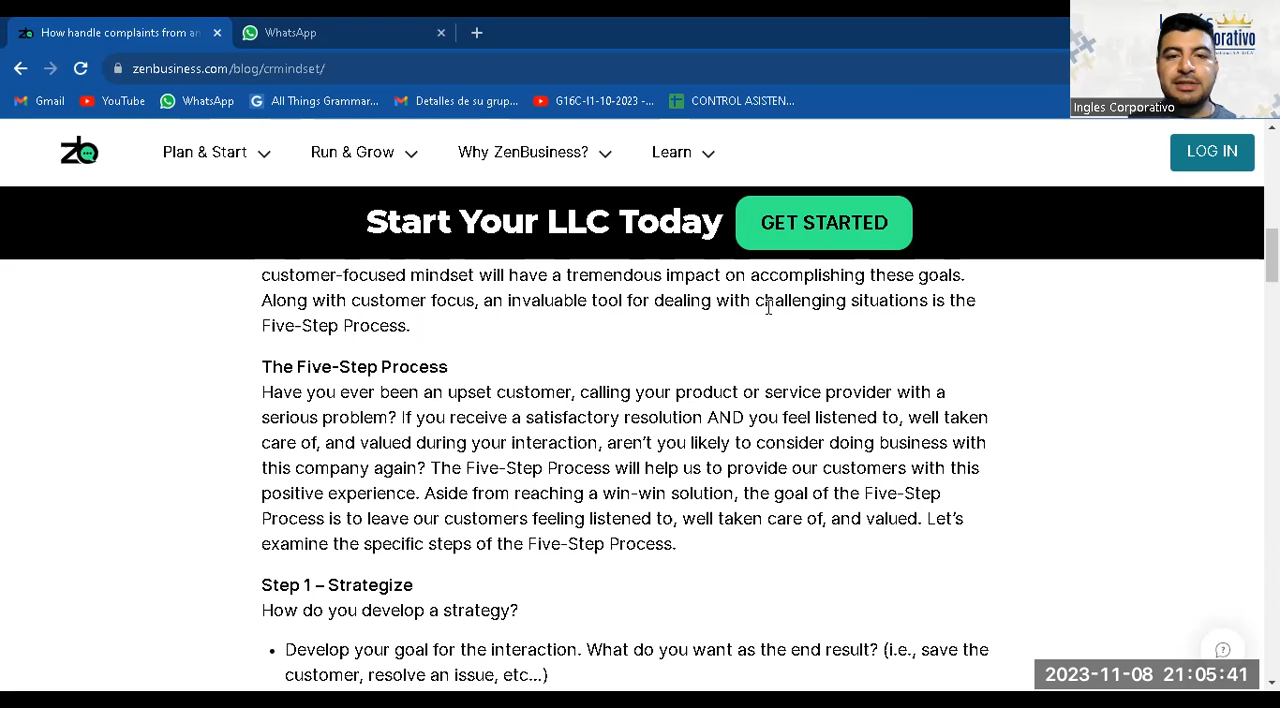 How handle complaints from an
WhatsApp
zenbusiness.com/blog/crmindset/
Gmail
YouTube
WhatsApp
All Things Grammar...
Detalles de su grup...
G16C-I1-10-2023 -...
CONTROL ASISTEN...
Ingles Corporativo
Plan & Start
Run & Grow
Why ZenBusiness?
Learn
LOG IN
Start Your LLC Today
GET STARTED
customer-focused mindset will have a tremendous impact on accomplishing these goals.
Along with customer focus, an invaluable tool for dealing with challenging situations is the
Five-Step Process.
The Five-Step Process
Have you ever been an upset customer, calling your product or service provider with a
serious problem? If you receive a satisfactory resolution AND you feel listened to, well taken
care of, and valued during your interaction, aren’t you likely to consider doing business with
this company again? The Five-Step Process will help us to provide our customers with this
positive experience. Aside from reaching a win-win solution, the goal of the Five-Step
Process is to leave our customers feeling listened to, well taken care of, and valued. Let’s
examine the specific steps of the Five-Step Process.
Step 1 – Strategize
How do you develop a strategy?
• Develop your goal for the interaction. What do you want as the end result? (i.e., save the
customer, resolve an issue, etc…)
2023-11-08 21:05:41